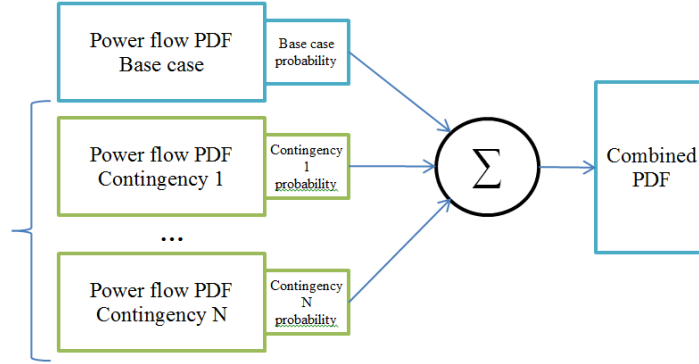 Power flow PDF
Base case
Base case
probability
Power flow PDF
Contingency 1
Contingency
1
probability
...
Power flow PDF
Contingency N
Contingency
N
probability
Σ
Combined
PDF